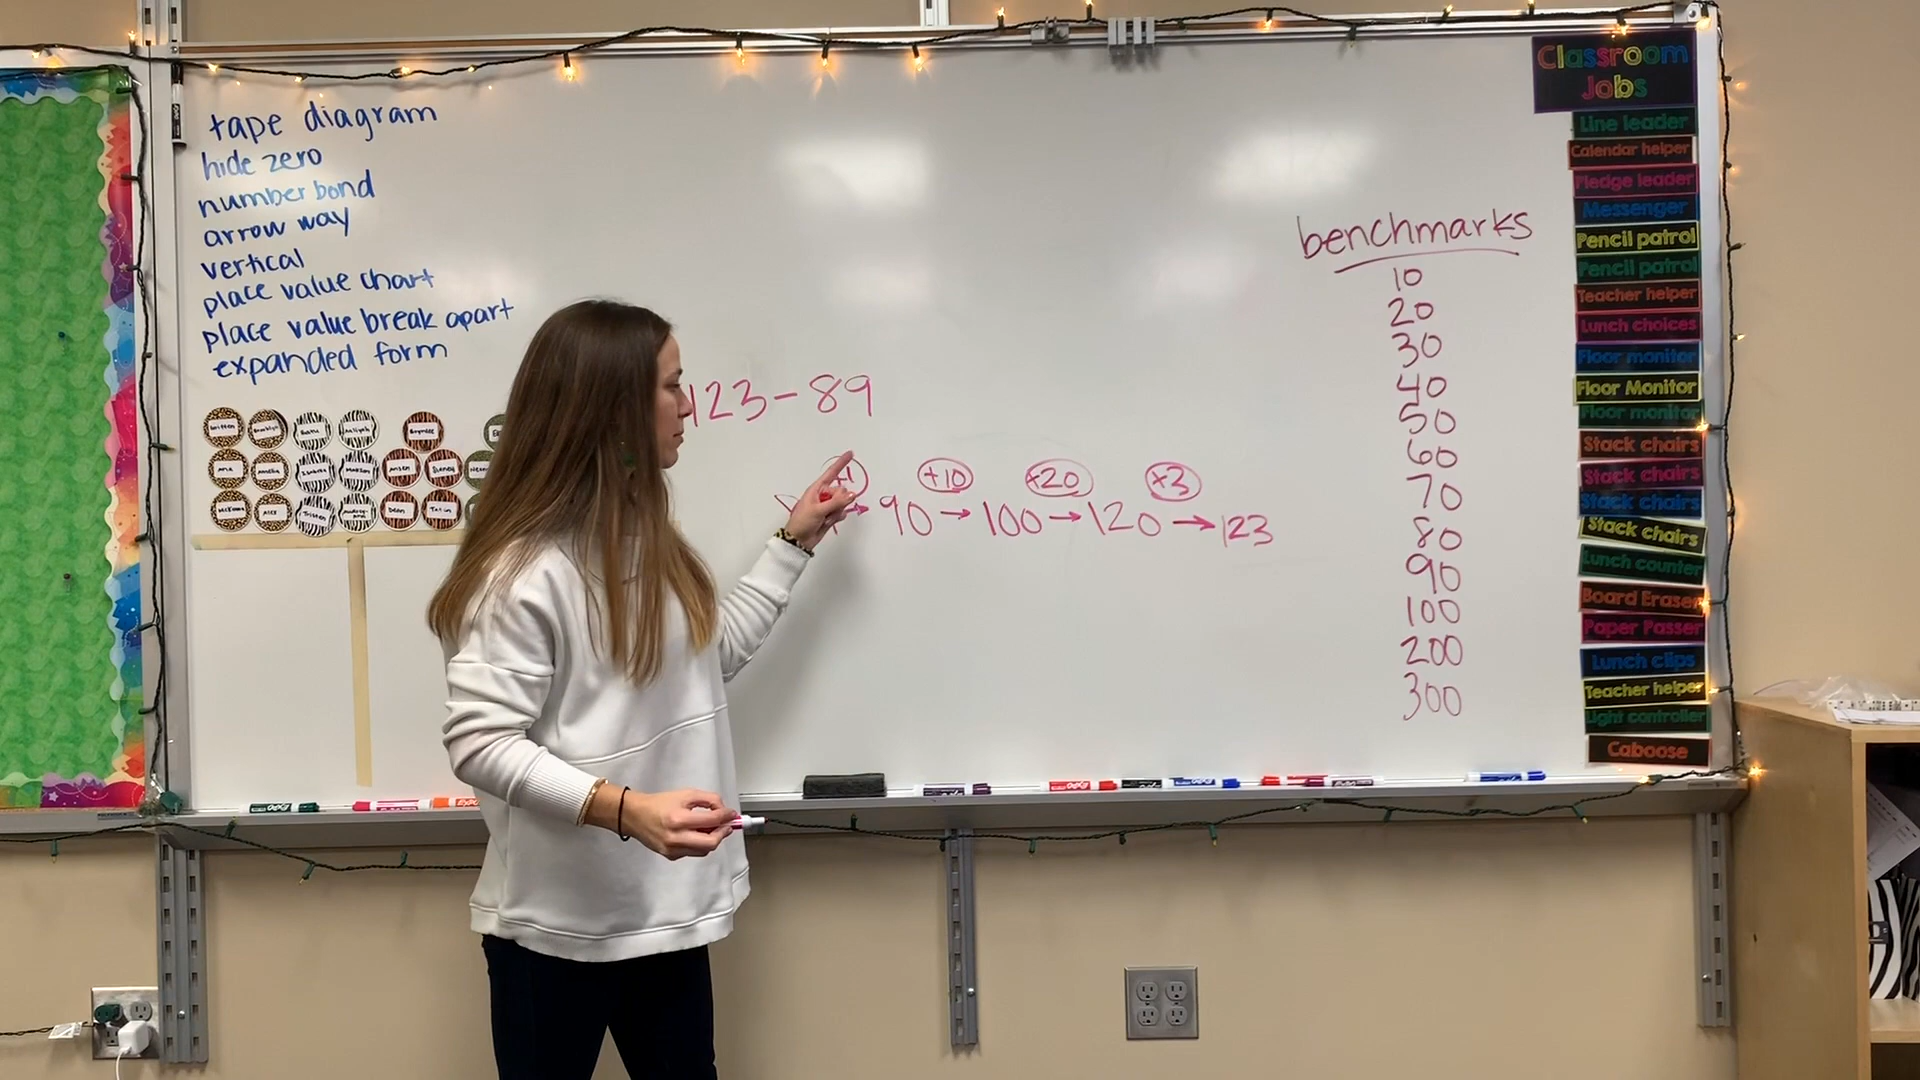 tape diagram
hide zero
number bond
arrow way
vertical
place value chart
place value break apart
expanded form
123 - 89
+1 +10 +20 +3
→ 90 → 100 → 120 → 123
benchmarks
10
20
30
40
50
60
70
80
90
100
200
300
Classroom
Jobs
Line leader
Calendar helper
Pledge leader
Messenger
Pencil patrol
Pencil patrol
Teacher helper
Lunch choices
Floor monitor
Floor Monitor
Floor monitor
Stack chairs
Stack chairs
Stack chairs
Stack chairs
Lunch counter
Board Eraser
Paper Passer
Lunch clips
Teacher helper
Light controller
Caboose